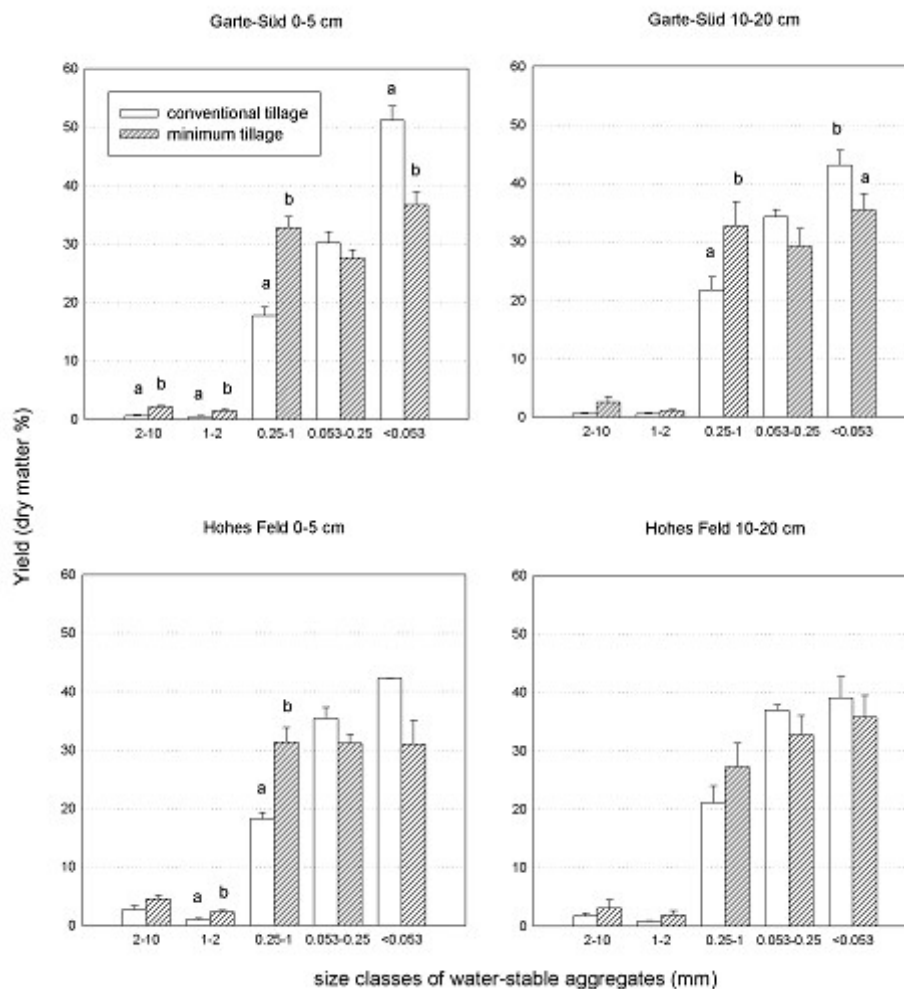 Garte-Süd 0-5 cm
Garte-Süd 10-20 cm
60
50
40
30
20
10
0
conventional tillage
minimum tillage
a
b
a
b
a
b
a
b
2-10
1-2
0.25-1
0.053-0.25
<0.053
60
50
40
30
20
10
0
a
b
b
a
2-10
1-2
0.25-1
0.053-0.25
<0.053
Yield (dry matter %)
Hohes Feld 0-5 cm
Hohes Feld 10-20 cm
60
50
40
30
20
10
0
a
b
a
b
2-10
1-2
0.25-1
0.053-0.25
<0.053
60
50
40
30
20
10
0
2-10
1-2
0.25-1
0.053-0.25
<0.053
size classes of water-stable aggregates (mm)